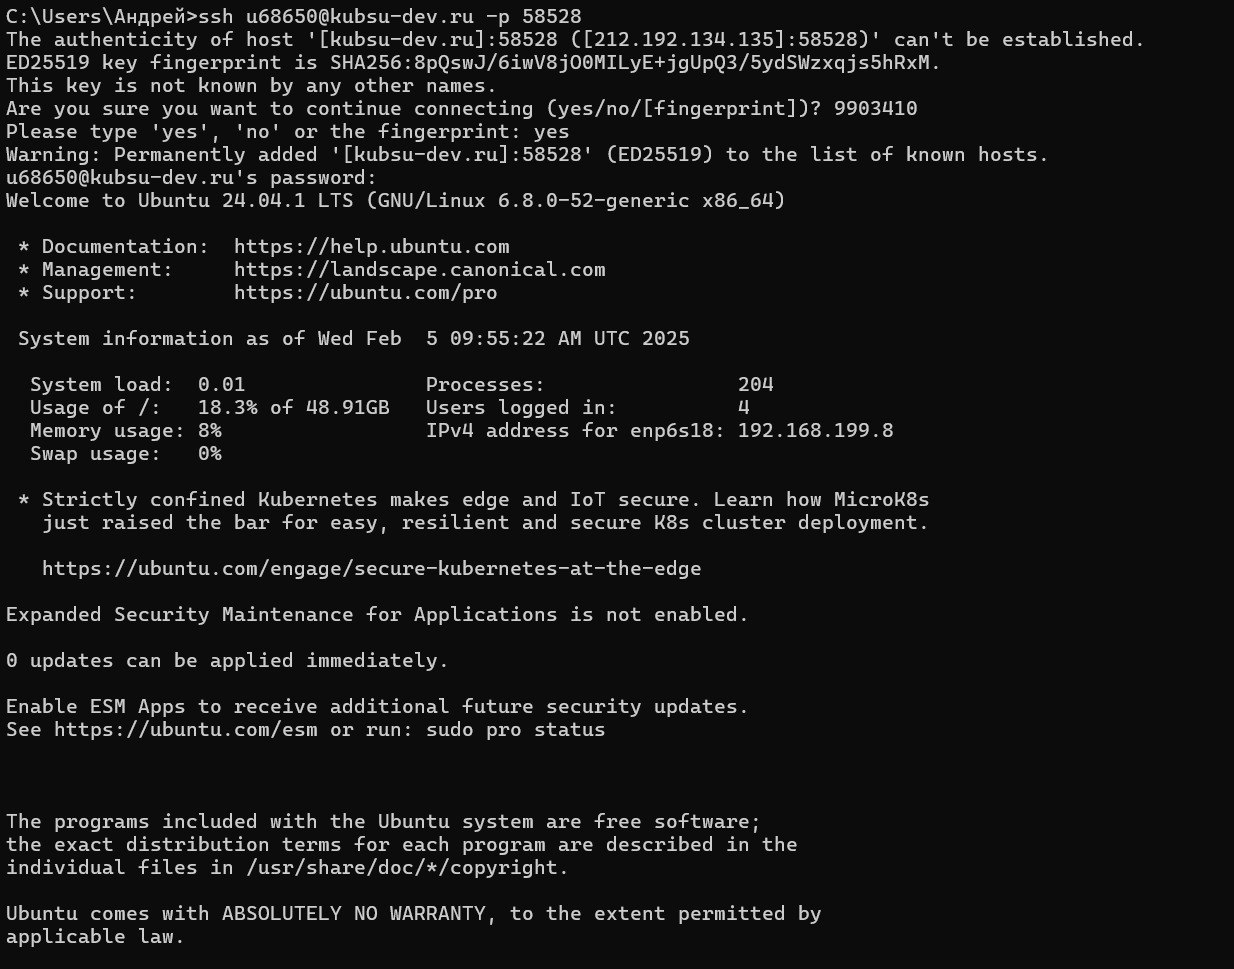 C:\Users\Андрей>ssh u68650@kubsu-dev.ru -p 58528
The authenticity of host '[kubsu-dev.ru]:58528 ([212.192.134.135]:58528)' can't be established.
ED25519 key fingerprint is SHA256:8pQswJ/6iwV8jO0MILyE+jgUpQ3/5ydSWzxqjs5hRxM.
This key is not known by any other names.
Are you sure you want to continue connecting (yes/no/[fingerprint])? 9903410
Please type 'yes', 'no' or the fingerprint: yes
Warning: Permanently added '[kubsu-dev.ru]:58528' (ED25519) to the list of known hosts.
u68650@kubsu-dev.ru's password:
Welcome to Ubuntu 24.04.1 LTS (GNU/Linux 6.8.0-52-generic x86_64)

 * Documentation:  https://help.ubuntu.com
 * Management:     https://landscape.canonical.com
 * Support:        https://ubuntu.com/pro

 System information as of Wed Feb  5 09:55:22 AM UTC 2025

  System load:  0.01               Processes:                204
  Usage of /:   18.3% of 48.91GB   Users logged in:          4
  Memory usage: 8%                 IPv4 address for enp6s18: 192.168.199.8
  Swap usage:   0%

 * Strictly confined Kubernetes makes edge and IoT secure. Learn how MicroK8s
   just raised the bar for easy, resilient and secure K8s cluster deployment.

   https://ubuntu.com/engage/secure-kubernetes-at-the-edge

Expanded Security Maintenance for Applications is not enabled.

0 updates can be applied immediately.

Enable ESM Apps to receive additional future security updates.
See https://ubuntu.com/esm or run: sudo pro status

The programs included with the Ubuntu system are free software;
the exact distribution terms for each program are described in the
individual files in /usr/share/doc/*/copyright.

Ubuntu comes with ABSOLUTELY NO WARRANTY, to the extent permitted by
applicable law.